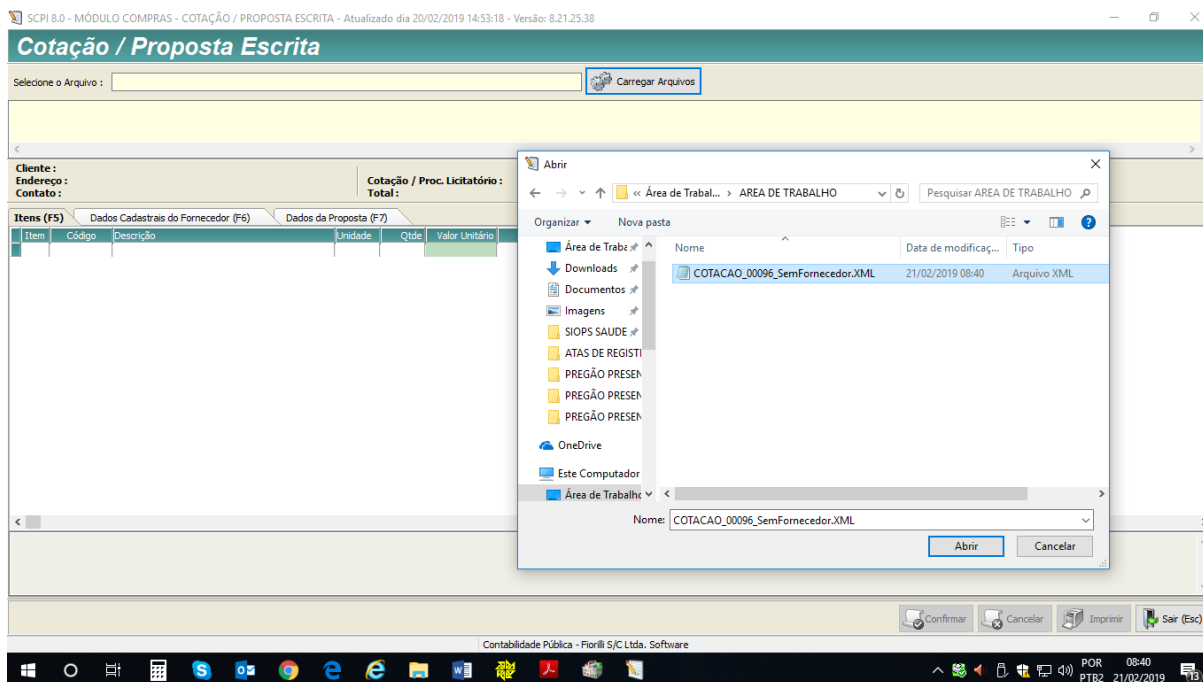 SCPI 8.0 - MÓDULO COMPRAS - COTAÇÃO / PROPOSTA ESCRITA - Atualizado dia 20/02/2019 14:53:18 - Versão: 8.21.25.38
Cotação / Proposta Escrita
Selecione o Arquivo :
Carregar Arquivos
Cliente :
Endereço :
Contato :
Cotação / Proc. Licitatório :
Total :
Itens (F5) Dados Cadastrais do Fornecedor (F6) Dados da Proposta (F7)
Item Código Descrição Unidade Qtde Valor Unitário
Abrir
« Área de Trabal... > AREA DE TRABALHO
Pesquisar AREA DE TRABALHO
Organizar Nova pasta
Área de Traba
Downloads
Documentos
Imagens
SIOPS SAUDE
ATAS DE REGISTI
PREGÃO PRESEN
PREGÃO PRESEN
PREGÃO PRESEN
OneDrive
Este Computador
Área de Trabalho
Nome Data de modificaç... Tipo
COTACAO_00096_SemFornecedor.XML 21/02/2019 08:40 Arquivo XML
Nome: COTACAO_00096_SemFornecedor.XML
Abrir Cancelar
Confirmar Cancelar Imprimir Sair (Esc)
Contabilidade Pública - Fiorilli S/C Ltda. Software
POR 08:40
PTB2 21/02/2019